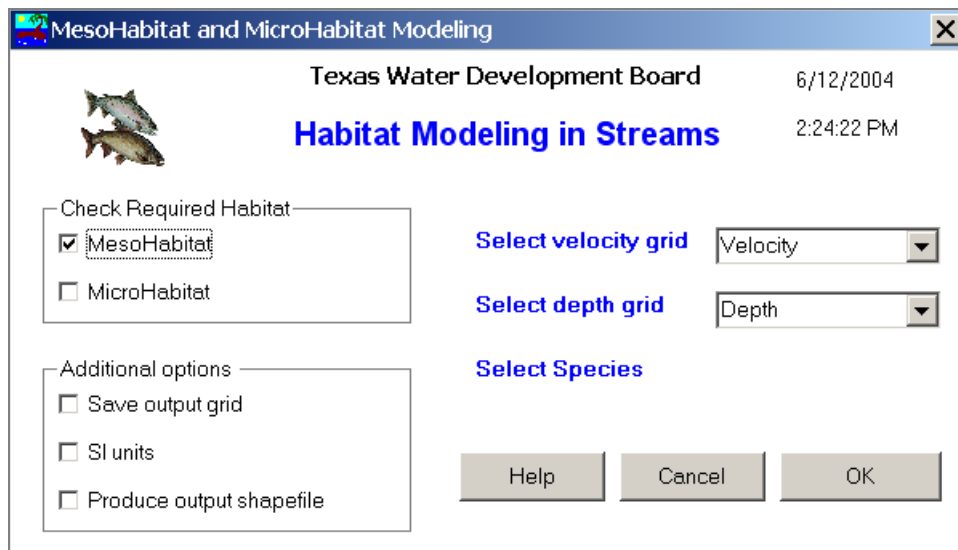 MesoHabitat and MicroHabitat Modeling
Texas Water Development Board
6/12/2004
Habitat Modeling in Streams
2:24:22 PM
Check Required Habitat
MesoHabitat
MicroHabitat
Select velocity grid
Velocity
Select depth grid
Depth
Select Species
Additional options
Save output grid
SI units
Produce output shapefile
Help
Cancel
OK